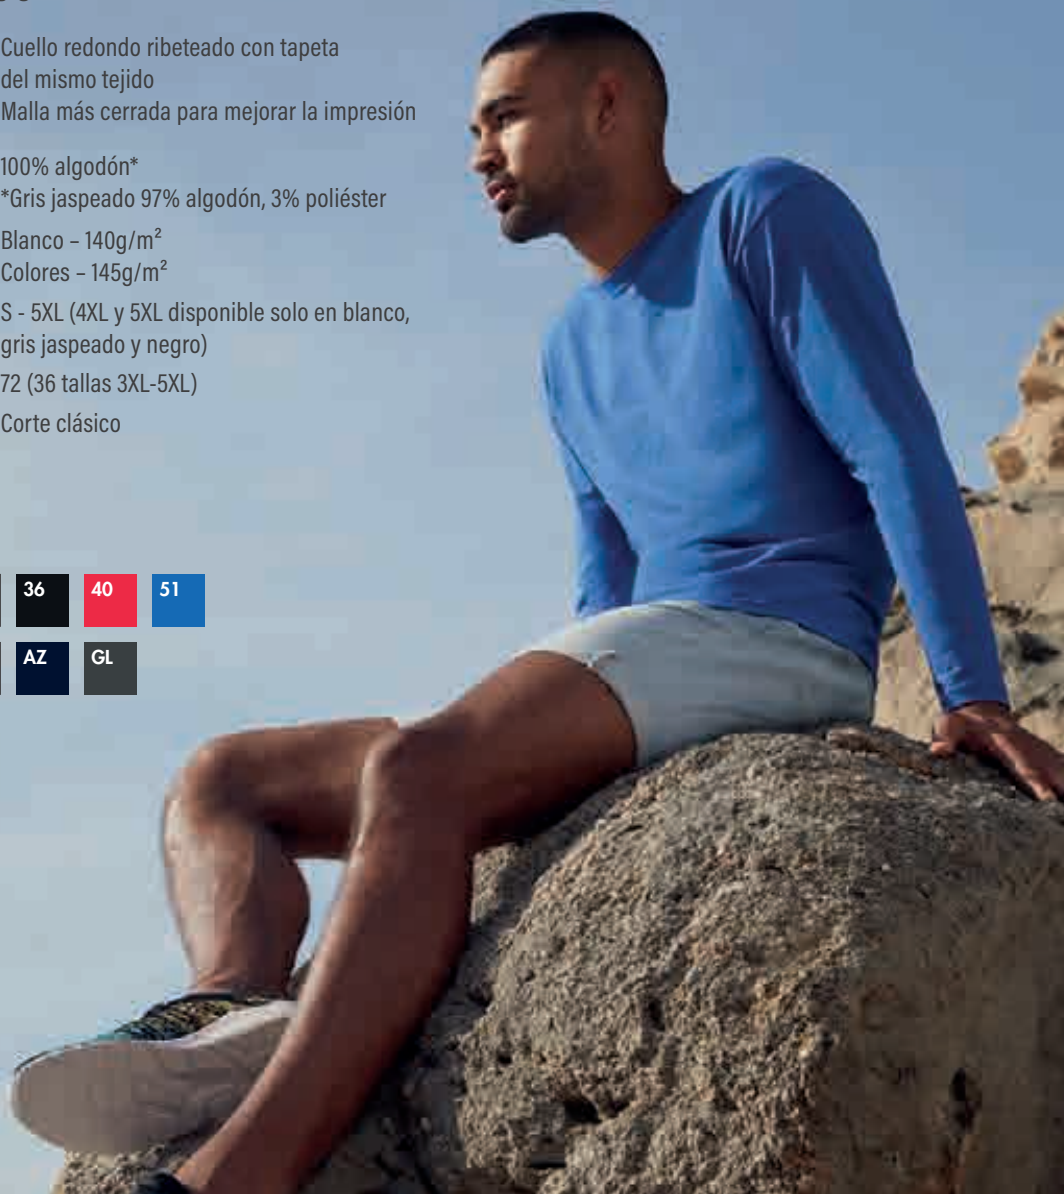 Cuello redondo ribeteado con tapeta
del mismo tejido
Malla más cerrada para mejorar la impresión
100% algodón*
*Gris jaspeado 97% algodón, 3% poliéster
Blanco – 140g/m²
Colores – 145g/m²
S - 5XL (4XL y 5XL disponible solo en blanco,
gris jaspeado y negro)
72 (36 tallas 3XL-5XL)
Corte clásico
36 40 51
AZ GL